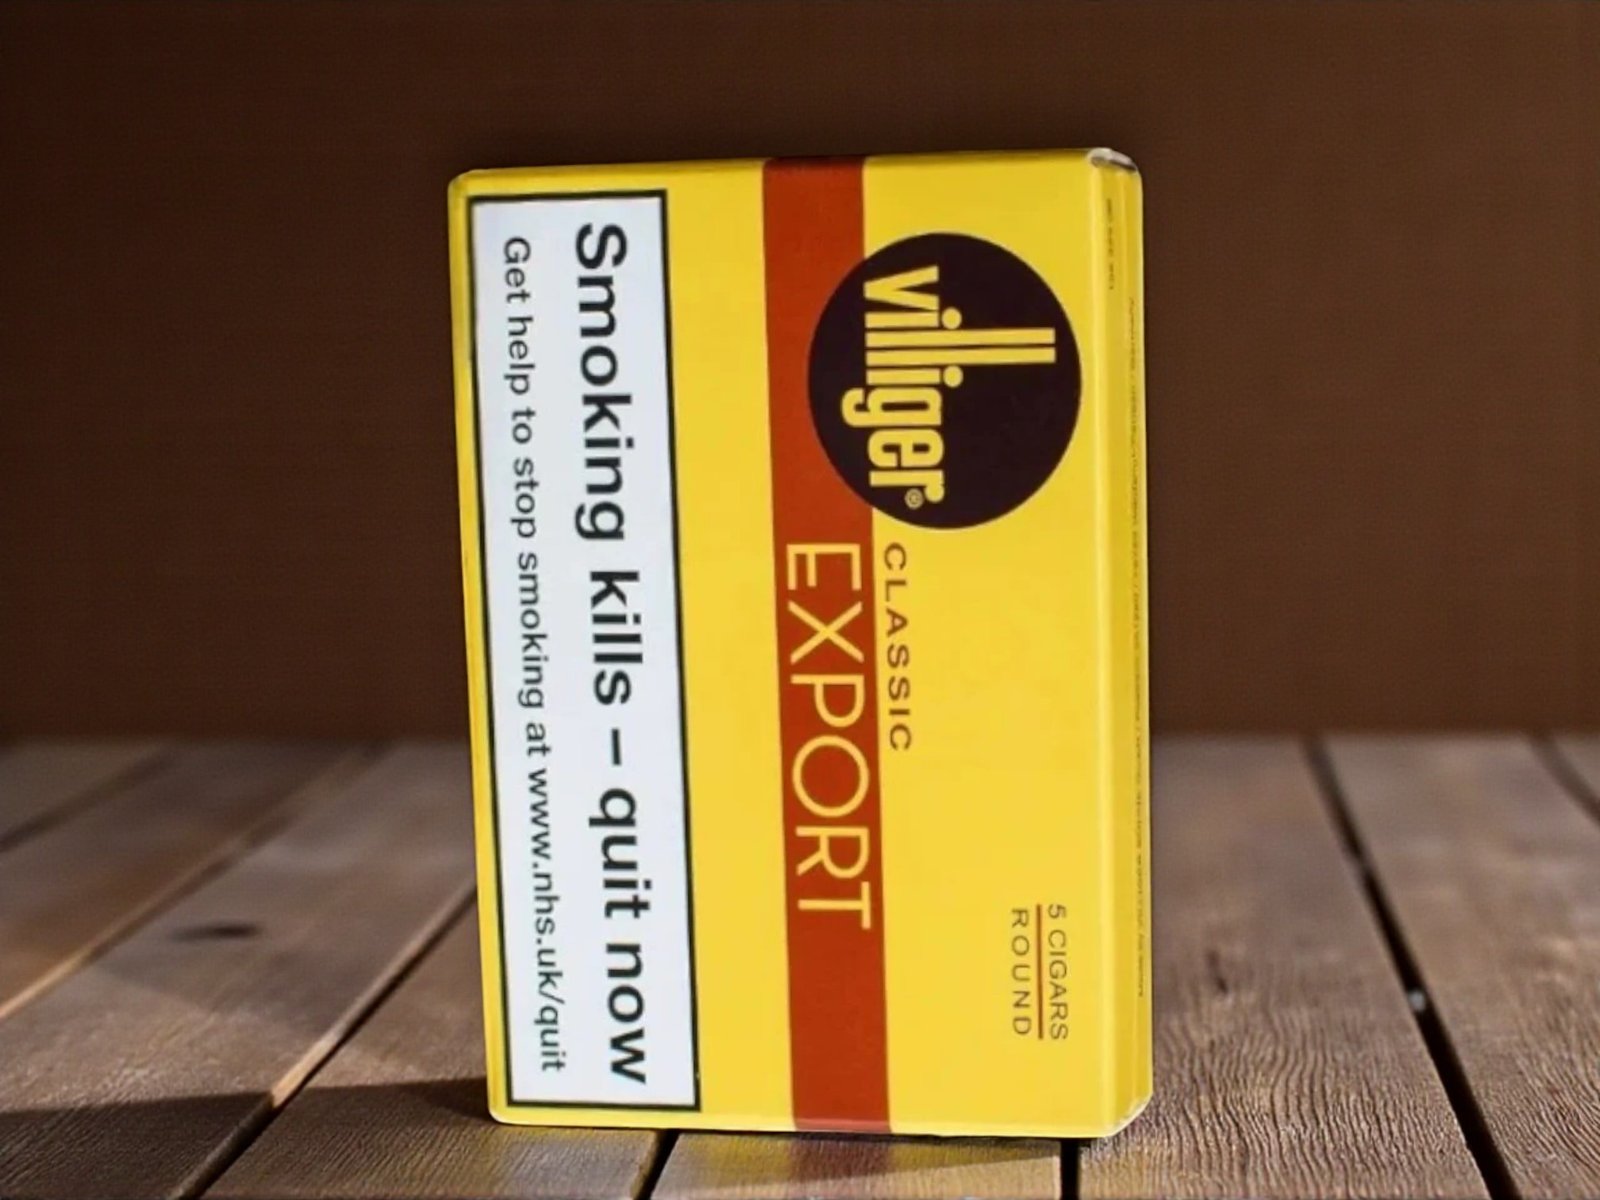 villiger®
CLASSIC
EXPORT
5 CIGARS
ROUND
Smoking kills – quit now
Get help to stop smoking at www.nhs.uk/quit